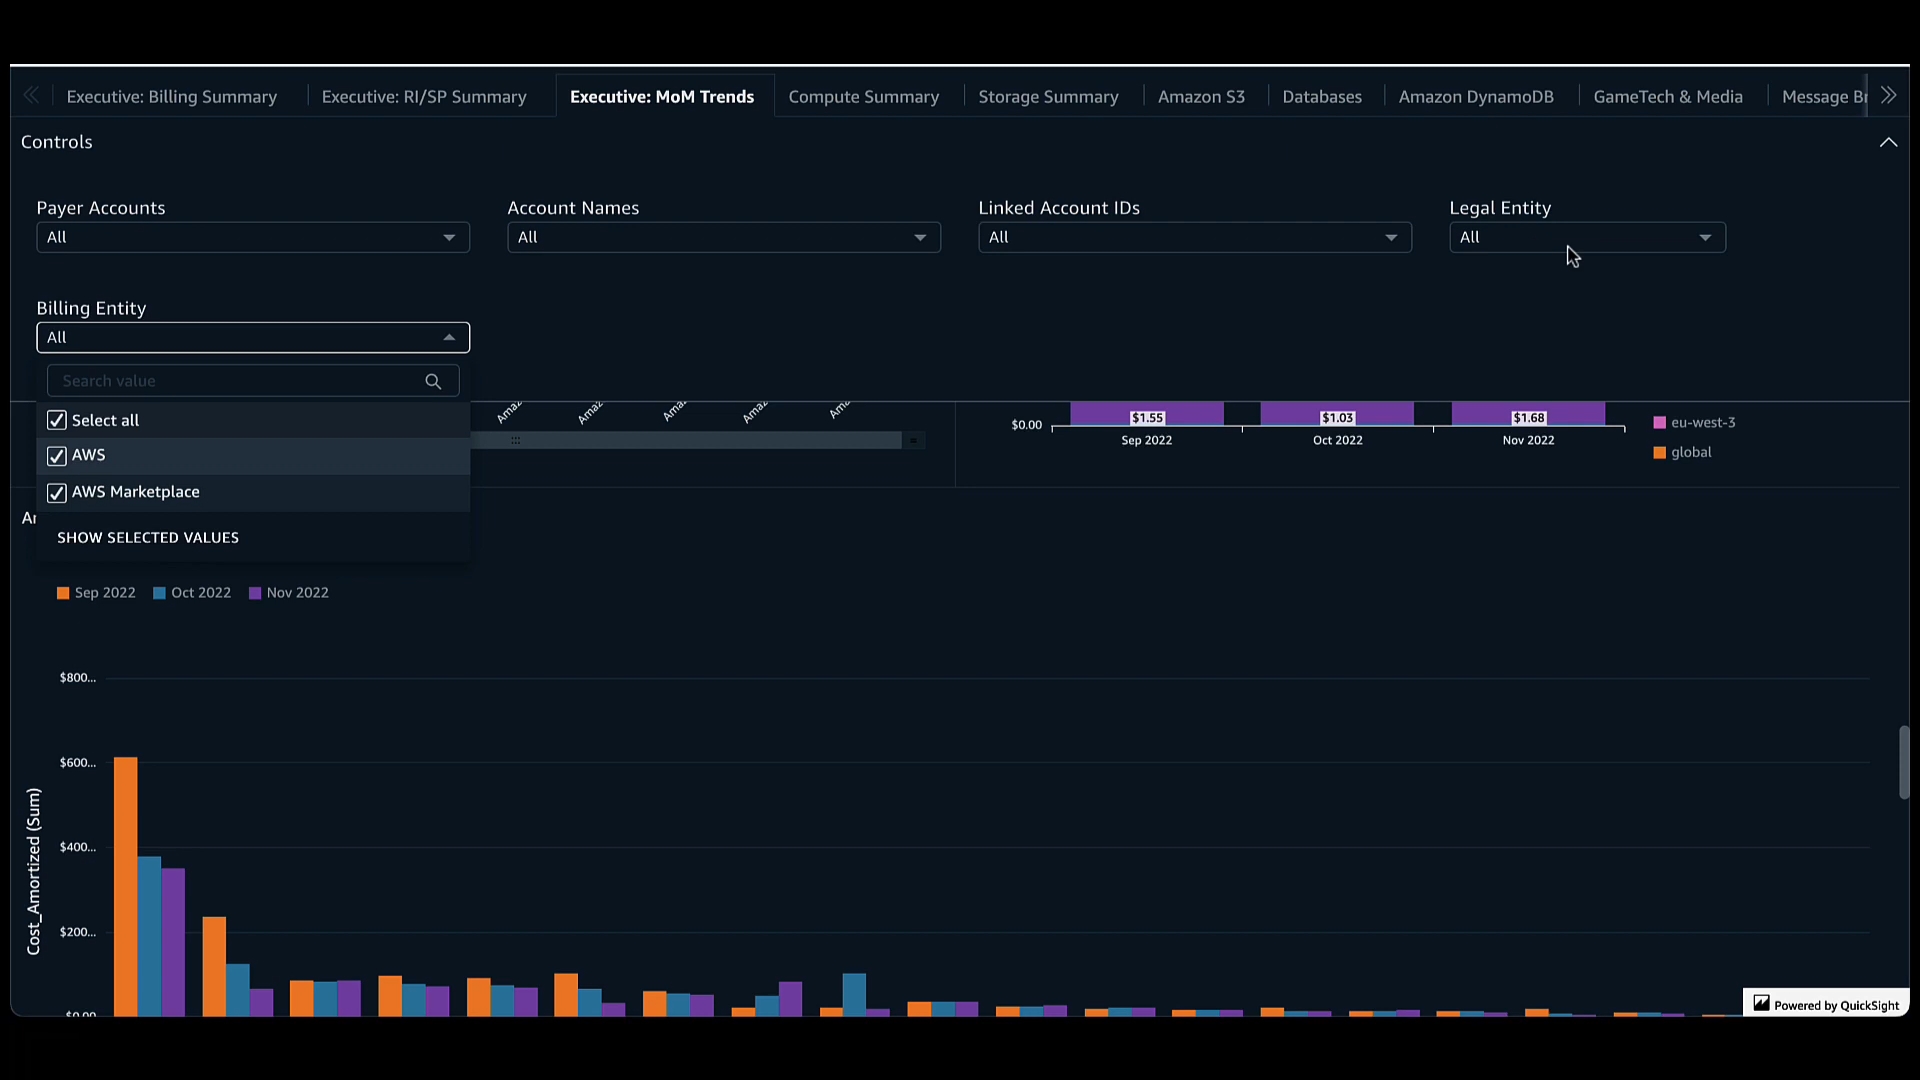 Executive: Billing Summary
Executive: RI/SP Summary
Executive: MoM Trends
Compute Summary
Storage Summary
Amazon S3
Databases
Amazon DynamoDB
GameTech & Media
Message Br
Controls
Payer Accounts
All
Account Names
All
Linked Account IDs
All
Legal Entity
All
Billing Entity
All
Search value
Select all
AWS
AWS Marketplace
SHOW SELECTED VALUES
$0.00
$1.55
$1.03
$1.68
Sep 2022
Oct 2022
Nov 2022
eu-west-3
global
Sep 2022
Oct 2022
Nov 2022
$800...
$600...
$400...
$200...
$0.00
Cost_Amortized (Sum)
Powered by QuickSight